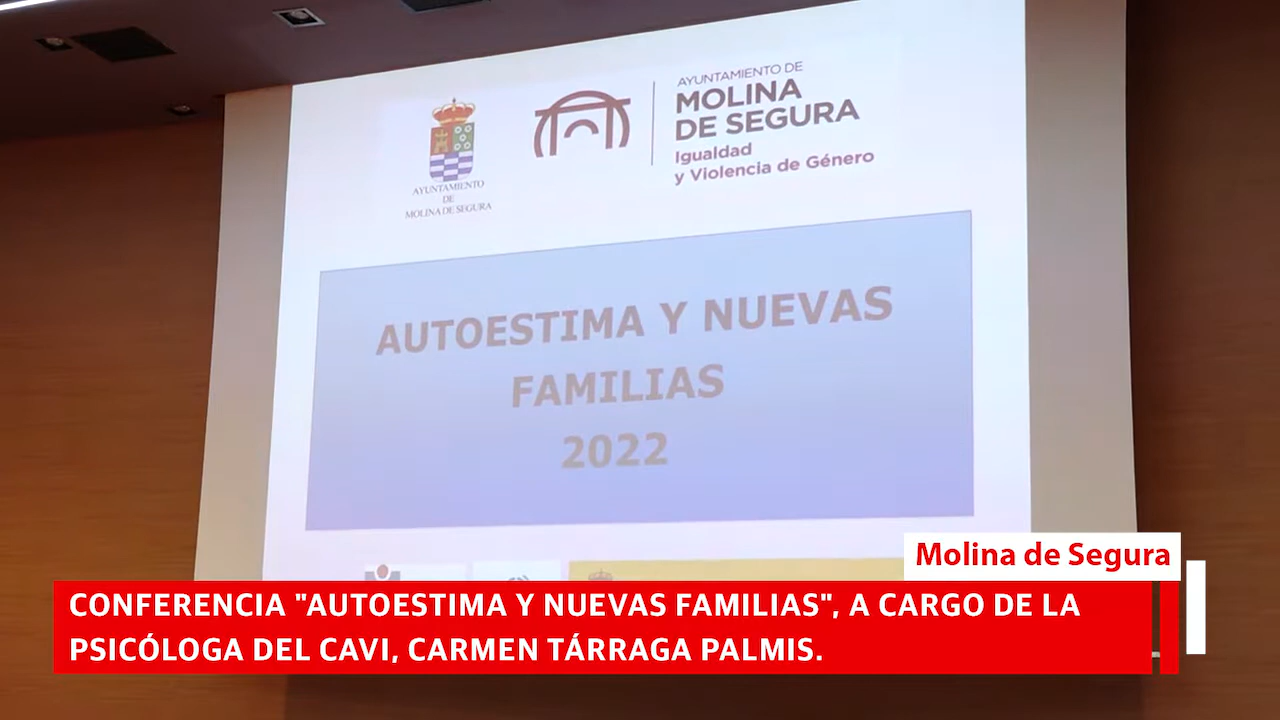 AYUNTAMIENTO
DE
MOLINA DE SEGURA
AYUNTAMIENTO DE
MOLINA
DE SEGURA
Igualdad
y Violencia de Género
AUTOESTIMA Y NUEVAS
FAMILIAS
2022
Molina de Segura
CONFERENCIA "AUTOESTIMA Y NUEVAS FAMILIAS", A CARGO DE LA
PSICÓLOGA DEL CAVI, CARMEN TÁRRAGA PALMIS.